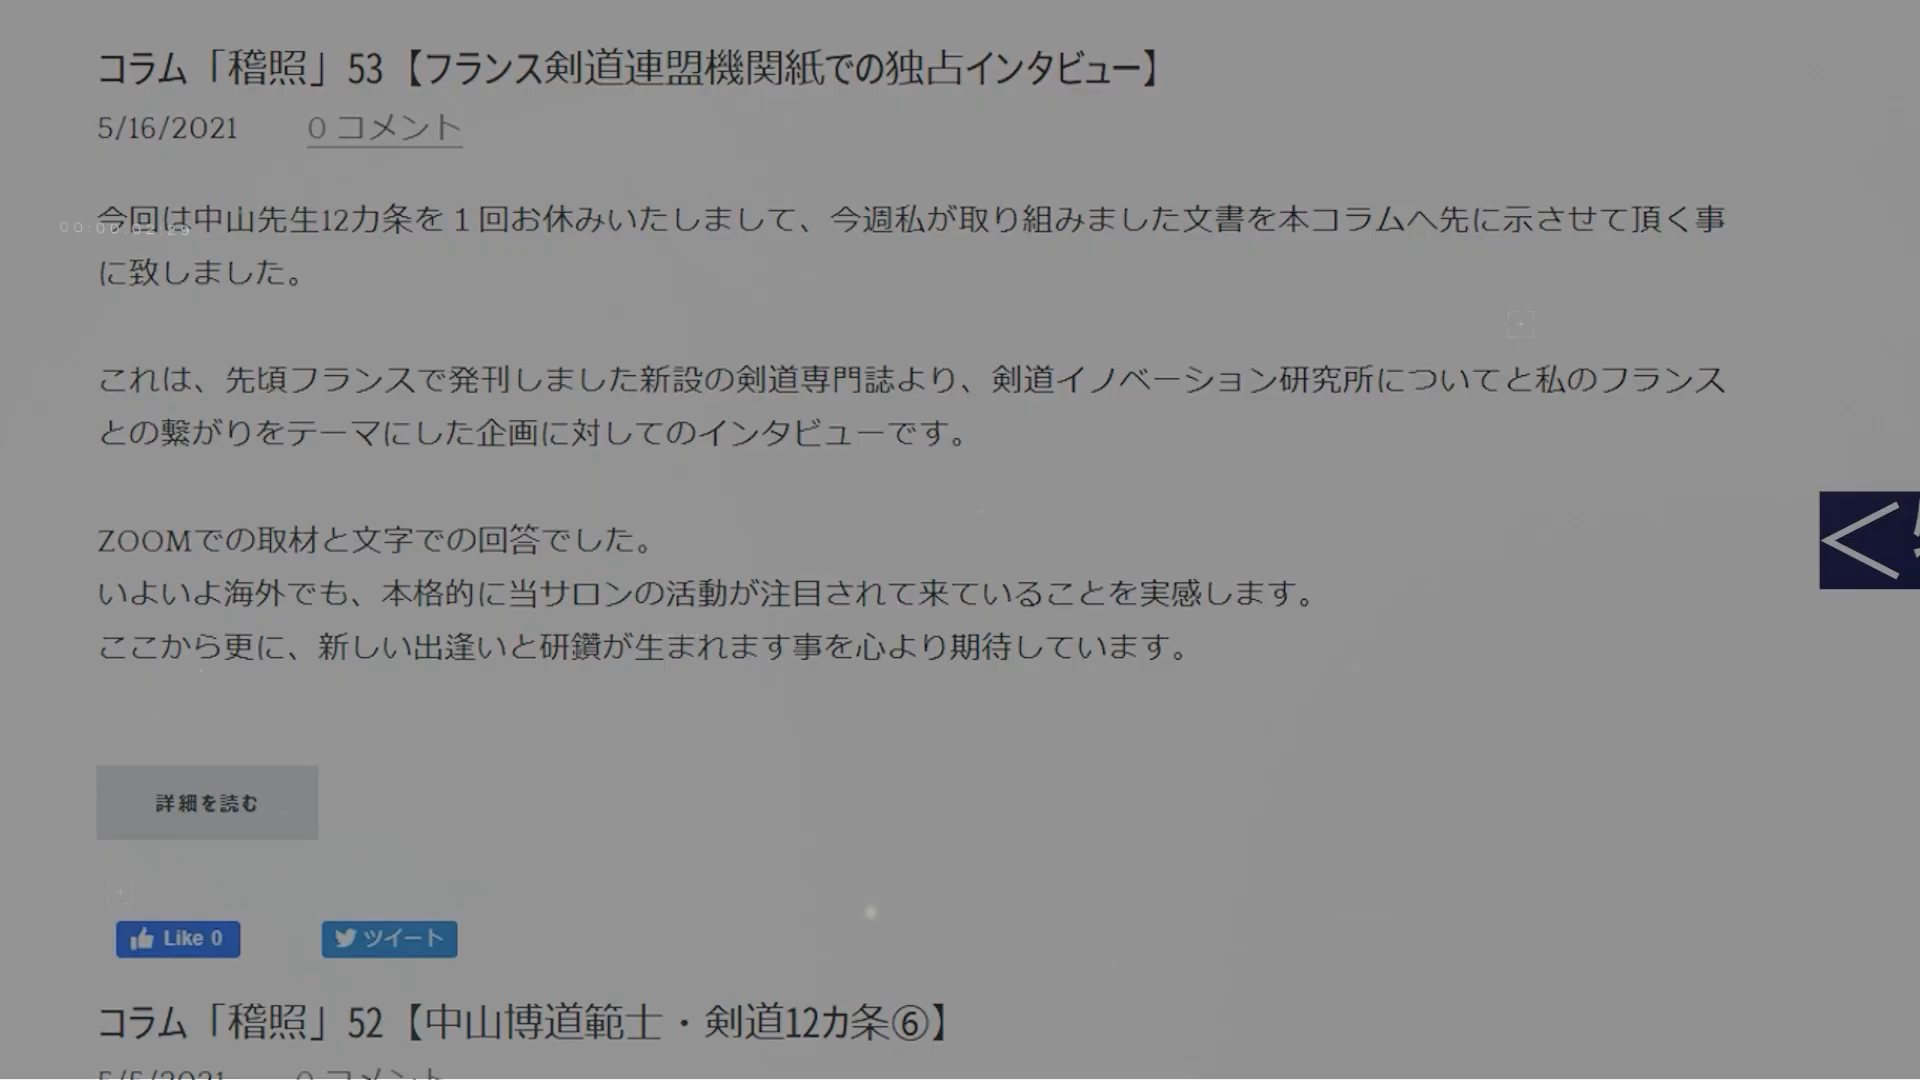 コラム「稽照」53【フランス剣道連盟機関紙での独占インタビュー】
5/16/2021 0 コメント
00:00:02:29
今回は中山先生12力条を１回お休みいたしまして、今週私が取り組みました文書を本コラムへ先に示させて頂く事
に致しました。
これは、先頃フランスで発刊しました新設の剣道専門誌より、剣道イノベーション研究所についてと私のフランス
との繋がりをテーマにした企画に対してのインタビューです。
<
ZOOMでの取材と文字での回答でした。
いよいよ海外でも、本格的に当サロンの活動が注目されて来ていることを実感します。
ここから更に、新しい出逢いと研鑽が生まれます事を心より期待しています。
詳細を読む
Like 0 ツイート
コラム「稽照」52【中山博道範士・剣道12カ条⑥】
5/5/2021 0 コメント